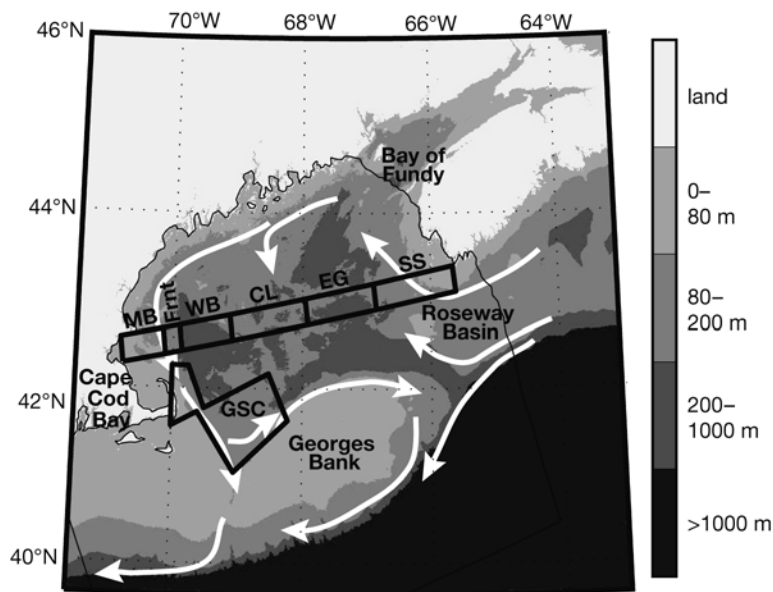 70°W 68°W 66°W 64°W
46°N
44°N
42°N
40°N
Bay of
Fundy
MB Frnt WB CL EG SS
Roseway
Basin
Cape
Cod
Bay
GSC
Georges
Bank
land
0–
80 m
80–
200 m
200–
1000 m
>1000 m